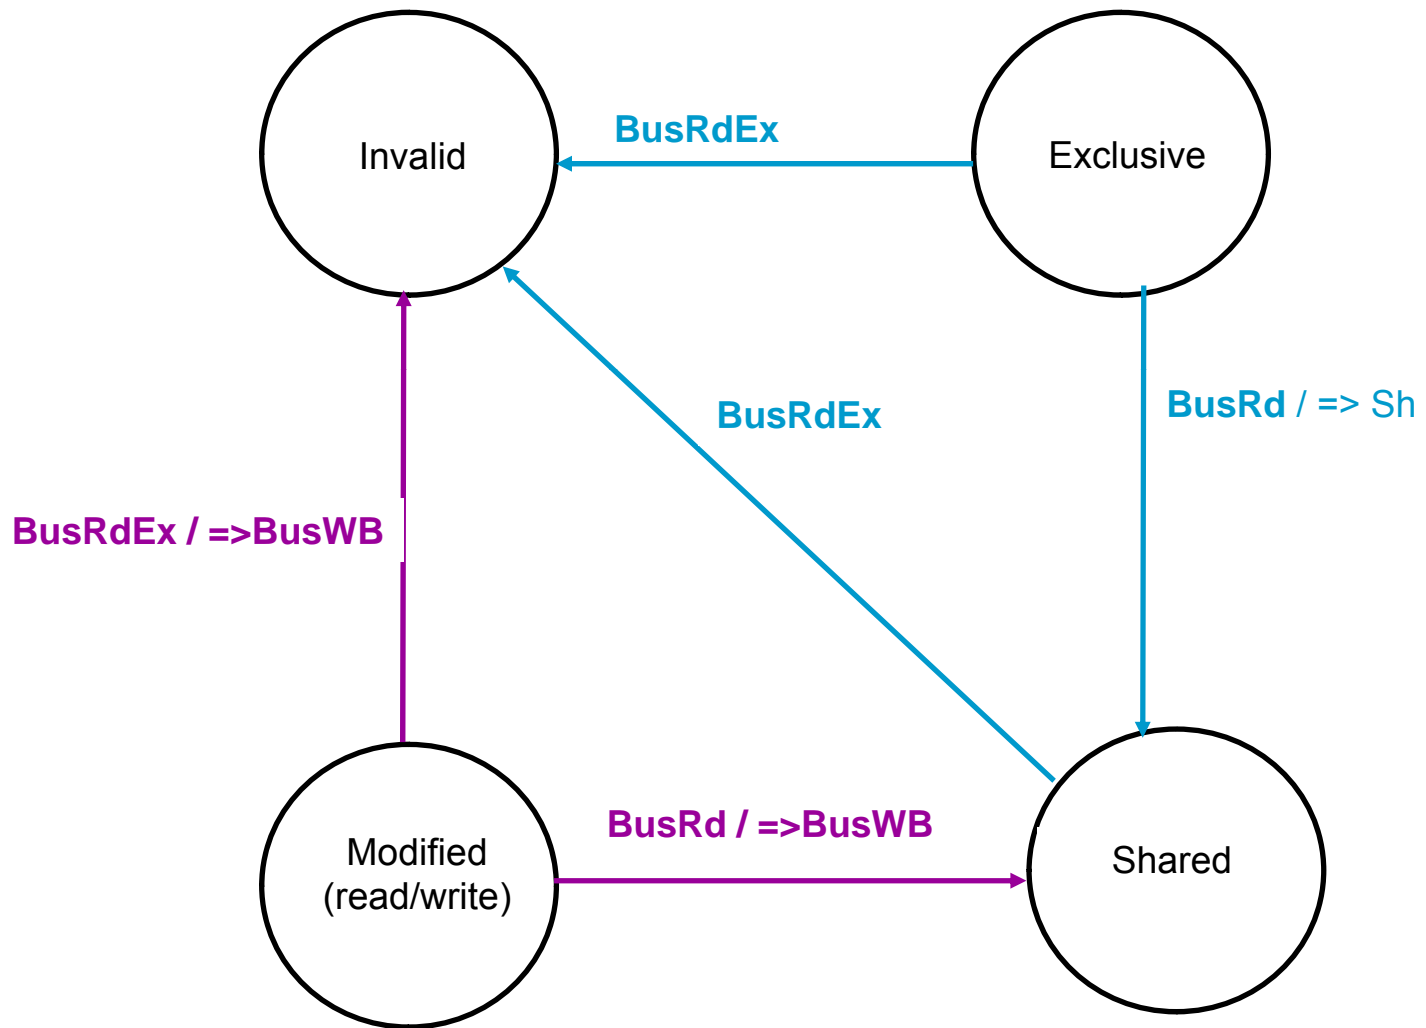 BusRdEx
Invalid
Exclusive
BusRd / => Sh
BusRdEx
BusRdEx / =>BusWB
BusRd / =>BusWB
Modified
(read/write)
Shared